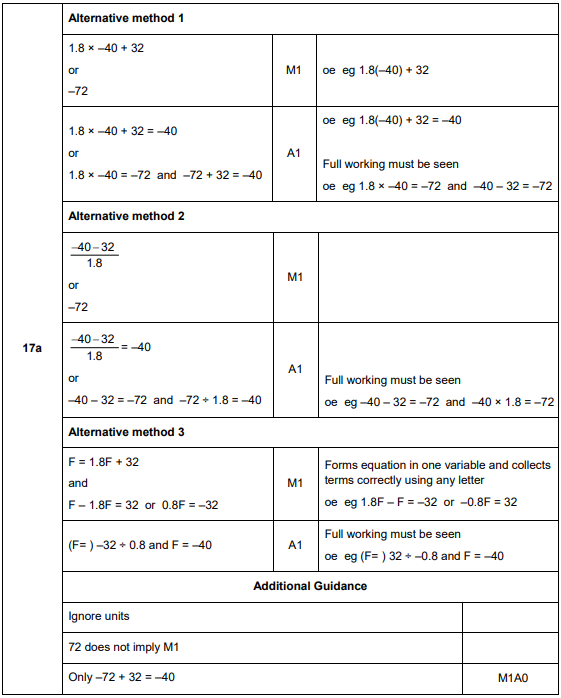 Alternative method 1
1.8 × –40 + 32
or
–72
M1
oe eg 1.8(–40) + 32
1.8 × –40 + 32 = –40
or
1.8 × –40 = –72 and –72 + 32 = –40
A1
oe eg 1.8(–40) + 32 = –40
Full working must be seen
oe eg 1.8 × –40 = –72 and –40 – 32 = –72
Alternative method 2
–40 – 32
1.8
or
–72
M1
–40 – 32
1.8
= –40
or
–40 – 32 = –72 and –72 ÷ 1.8 = –40
A1
Full working must be seen
oe eg –40 – 32 = –72 and –40 × 1.8 = –72
17a
Alternative method 3
F = 1.8F + 32
and
F – 1.8F = 32 or 0.8F = –32
M1
Forms equation in one variable and collects
terms correctly using any letter
oe eg 1.8F – F = –32 or –0.8F = 32
(F= ) –32 ÷ 0.8 and F = –40
A1
Full working must be seen
oe eg (F= ) 32 ÷ –0.8 and F = –40
Additional Guidance
Ignore units
72 does not imply M1
Only –72 + 32 = –40
M1A0